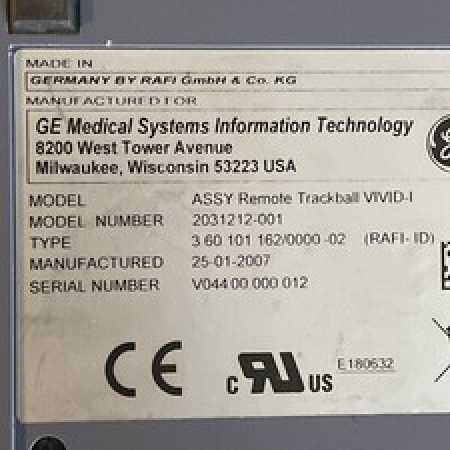 MADE IN
GERMANY BY RAFI GmbH & Co. KG
MANUFACTURED FOR
GE Medical Systems Information Technology
8200 West Tower Avenue
Milwaukee, Wisconsin 53223 USA
MODEL ASSY Remote Trackball VIVID-I
MODEL NUMBER 2031212-001
TYPE 3 60 101 162/0000 -02 (RAFI- ID)
MANUFACTURED 25-01-2007
SERIAL NUMBER V044 00 000 012
CE c RU US E180632